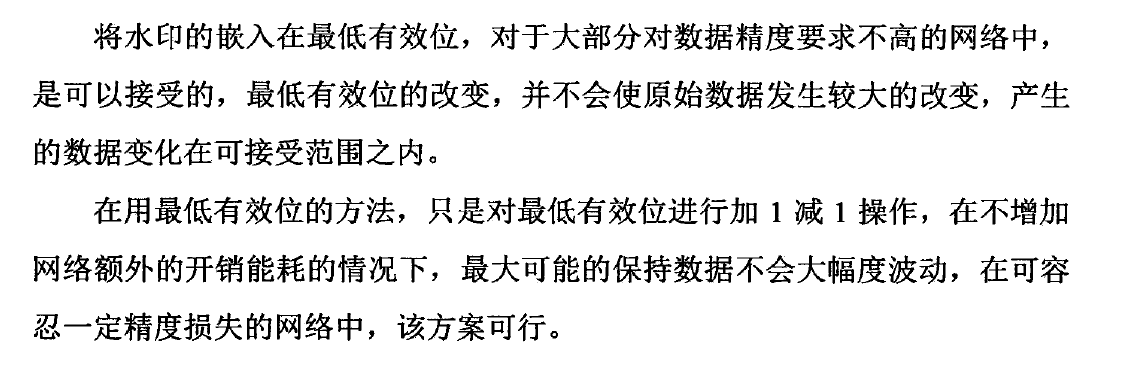 将水印的嵌入在最低有效位，对于大部分对数据精度要求不高的网络中，
是可以接受的，最低有效位的改变，并不会使原始数据发生较大的改变，产生
的数据变化在可接受范围之内。
在用最低有效位的方法，只是对最低有效位进行加 1 减 1 操作，在不增加
网络额外的开销能耗的情况下，最大可能的保持数据不会大幅度波动，在可容
忍一定精度损失的网络中，该方案可行。